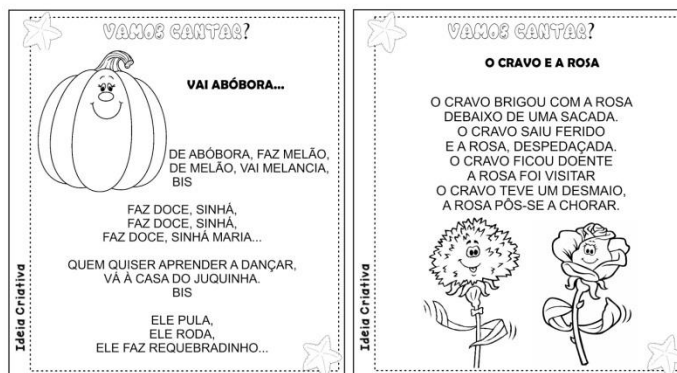 VAMOS CANTAR?
VAI ABÓBORA...
DE ABÓBORA, FAZ MELÃO,
DE MELÃO, VAI MELANCIA,
BIS
FAZ DOCE, SINHÁ,
FAZ DOCE, SINHÁ,
FAZ DOCE, SINHÁ MARIA...
QUEM QUISER APRENDER A DANÇAR,
VÁ À CASA DO JUQUINHA.
BIS
ELE PULA,
ELE RODA,
ELE FAZ REQUEBRADINHO...
Idéia Criativa
VAMOS CANTAR?
O CRAVO E A ROSA
O CRAVO BRIGOU COM A ROSA
DEBAIXO DE UMA SACADA.
O CRAVO SAIU FERIDO
E A ROSA, DESPEDAÇADA.
O CRAVO FICOU DOENTE
A ROSA FOI VISITAR
O CRAVO TEVE UM DESMAIO,
A ROSA PÔS-SE A CHORAR.
Idéia Criativa